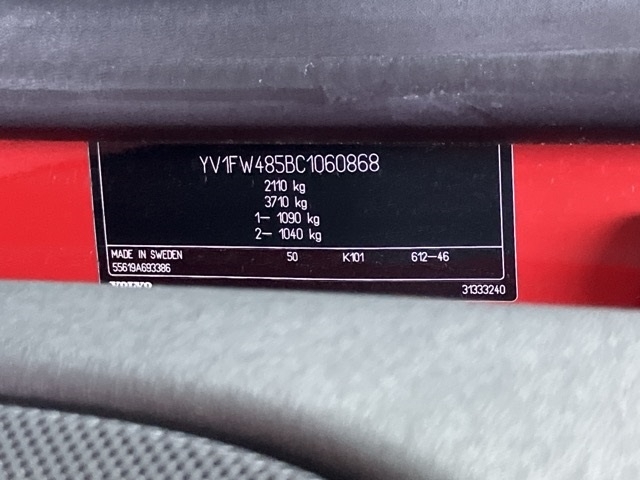 YV1FW485BC1060868
2110 kg
3710 kg
1– 1090 kg
2– 1040 kg
MADE IN SWEDEN 50 K101 612–46
55619A693386
VOLVO 31333240